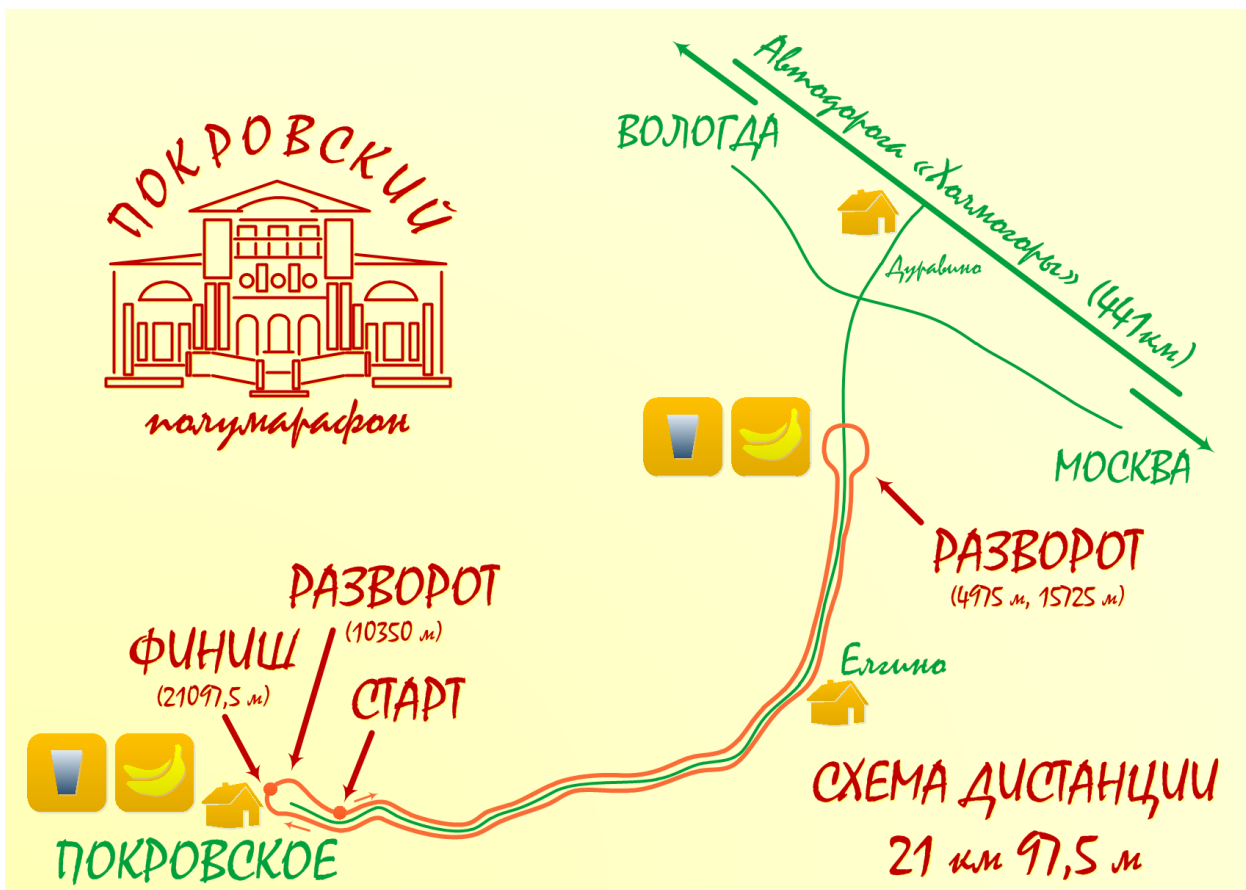 ПОКРОВСКИЙ
полумарафон
Автодорога «Холмогоры» (441км)
ВОЛОГДА
Дуравино
МОСКВА
РАЗВОРОТ
(4975 м, 15725 м)
РАЗВОРОТ
(10350 м)
ФИНИШ
(21097,5 м)
СТАРТ
Елгино
ПОКРОВСКОЕ
СХЕМА ДИСТАНЦИИ
21 км 97,5 м